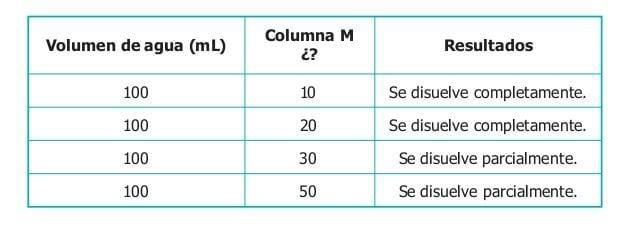 Volumen de agua (mL) Columna M ¿? Resultados
100 10 Se disuelve completamente.
100 20 Se disuelve completamente.
100 30 Se disuelve parcialmente.
100 50 Se disuelve parcialmente.